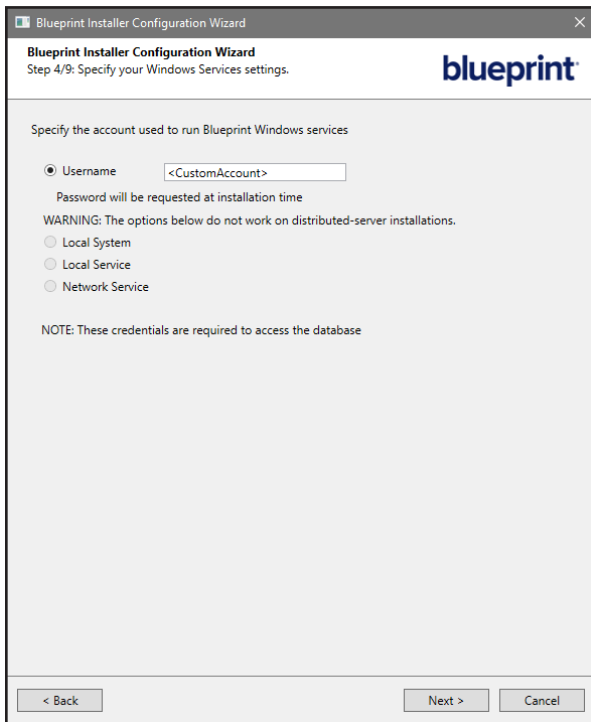 Blueprint Installer Configuration Wizard
Blueprint Installer Configuration Wizard
Step 4/9: Specify your Windows Services settings.
blueprint
Specify the account used to run Blueprint Windows services
Username <CustomAccount>
Password will be requested at installation time
WARNING: The options below do not work on distributed-server installations.
Local System
Local Service
Network Service
NOTE: These credentials are required to access the database
< Back Next > Cancel